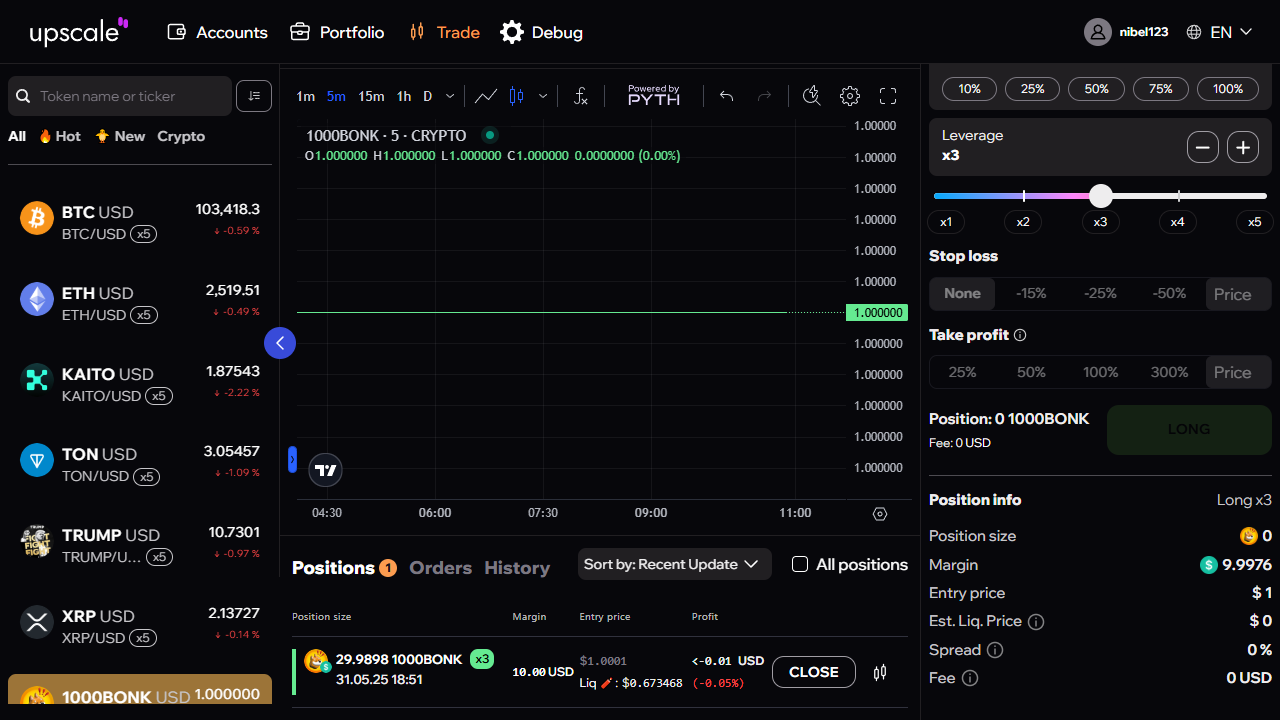 upscale
Accounts
Portfolio
Trade
Debug
nibel123
EN
Token name or ticker
All
Hot
New
Crypto
BTC USD
103,418.3
BTC/USD x5
↓ -0.59 %
ETH USD
2,519.51
ETH/USD x5
↓ -0.49 %
KAITO USD
1.87543
KAITO/USD x5
↓ -2.22 %
TON USD
3.05457
TON/USD x5
↓ -1.09 %
TRUMP USD
10.7301
TRUMP/U... x5
↓ -0.97 %
XRP USD
2.13727
XRP/USD x5
↓ -0.14 %
1000BONK USD
1.000000
1m 5m 15m 1h D
Powered by
PYTH
1000BONK · 5 · CRYPTO
O1.000000 H1.000000 L1.000000 C1.000000 0.0000000 (0.00%)
1.00000
1.00000
1.00000
1.00000
1.00000
1.00000
1.000000
1.000000
1.000000
1.000000
1.000000
1.000000
04:30 06:00 07:30 09:00 11:00
Positions 1 Orders History
Sort by: Recent Update
All positions
Position size Margin Entry price Profit
29.9898 1000BONK x3
31.05.25 18:51
10.00 USD
$1.0001
Liq : $0.673468
<-0.01 USD
(-0.05%)
CLOSE
10% 25% 50% 75% 100%
Leverage
x3
x1 x2 x3 x4 x5
Stop loss
None -15% -25% -50% Price
Take profit
25% 50% 100% 300% Price
Position: 0 1000BONK
Fee: 0 USD
LONG
Position info Long x3
Position size 0
Margin $ 9.9976
Entry price $ 1
Est. Liq. Price $ 0
Spread 0 %
Fee 0 USD